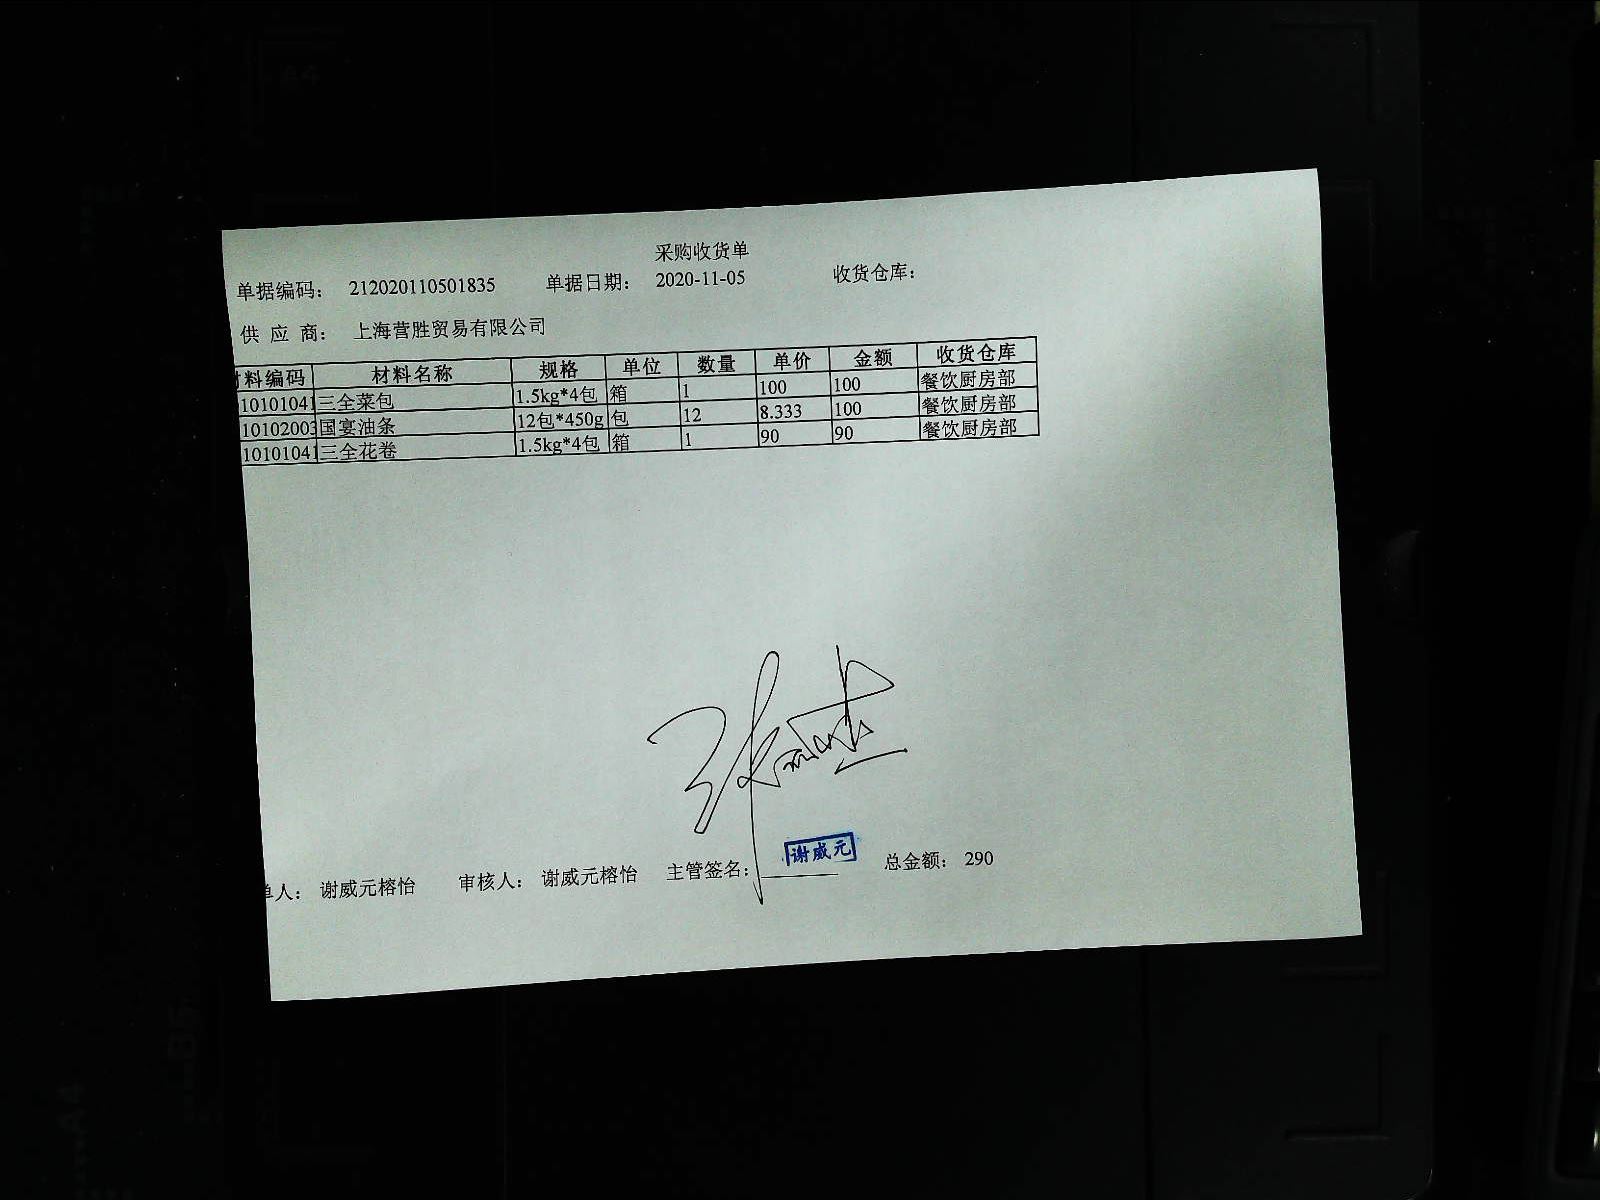 采购收货单
单据编码： 212020110501835 单据日期： 2020-11-05 收货仓库：
供 应 商： 上海营胜贸易有限公司
材料编码 材料名称 规格 单位 数量 单价 金额 收货仓库
10101041 三全菜包 1.5kg*4包 箱 1 100 100 餐饮厨房部
10102003 国宴油条 12包*450g 包 12 8.333 100 餐饮厨房部
10101041 三全花卷 1.5kg*4包 箱 1 90 90 餐饮厨房部
单人： 谢威元榕怡 审核人： 谢威元榕怡 主管签名： 谢威元 总金额： 290